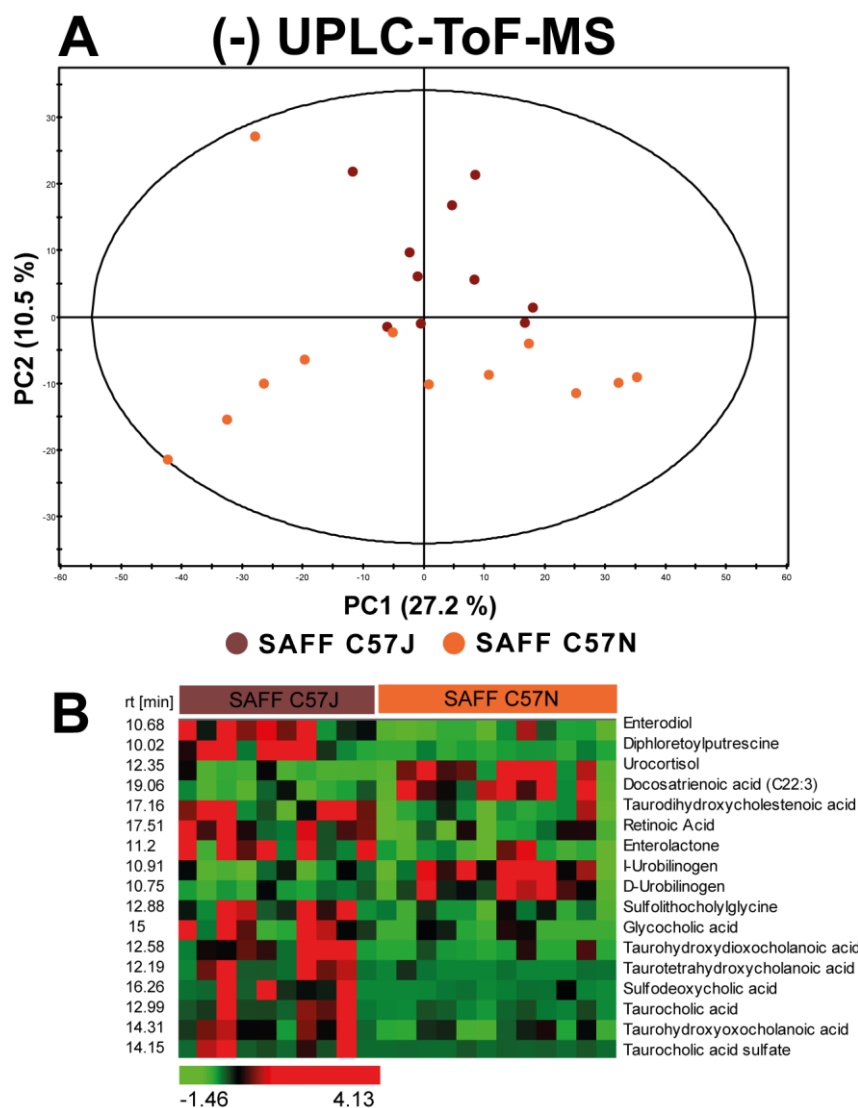 A (-) UPLC-ToF-MS
30
20
10
0
-10
-20
-30
PC2 (10.5 %)
-60 -50 -40 -30 -20 -10 0 10 20 30 40 50 60
PC1 (27.2 %)
SAFF C57J SAFF C57N
B
rt [min] SAFF C57J SAFF C57N
10.68 Enterodiol
10.02 Diphloretoylputrescine
12.35 Urocortisol
19.06 Docosatrienoic acid (C22:3)
17.16 Taurodihydroxycholestenoic acid
17.51 Retinoic Acid
11.2 Enterolactone
10.91 I-Urobilinogen
10.75 D-Urobilinogen
12.88 Sulfolithocholylglycine
15 Glycocholic acid
12.58 Taurohydroxydioxocholanoic acid
12.19 Taurotetrahydroxycholanoic acid
16.26 Sulfodeoxycholic acid
12.99 Taurocholic acid
14.31 Taurohydroxyoxocholanoic acid
14.15 Taurocholic acid sulfate
-1.46 4.13